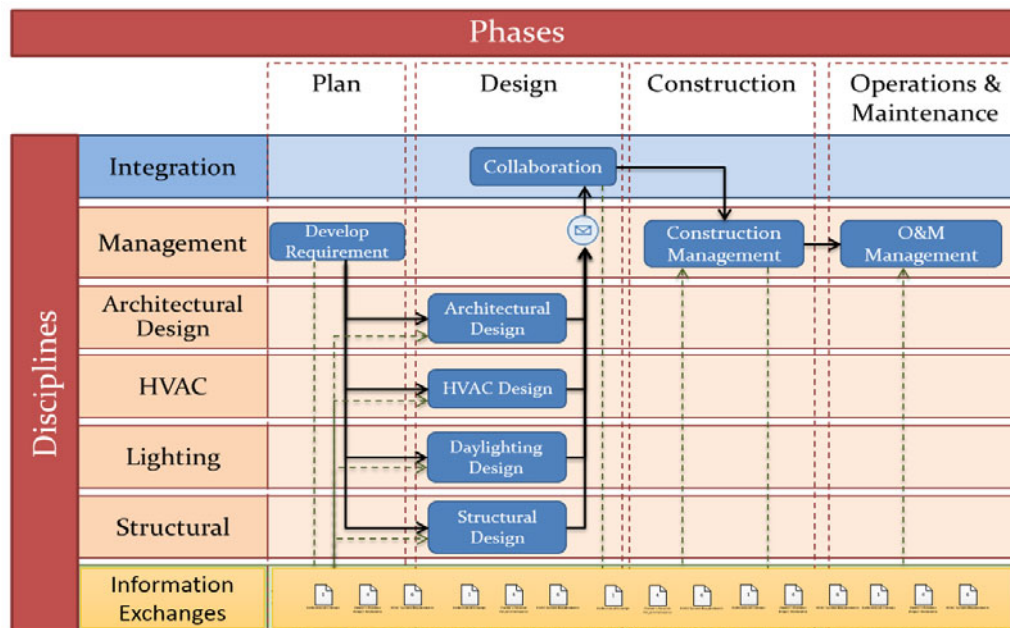 Phases
Plan
Design
Construction
Operations &
Maintenance
Disciplines
Integration
Collaboration
Management
Develop
Requirement
Construction
Management
O&M
Management
Architectural
Design
Architectural
Design
HVAC
HVAC Design
Lighting
Daylighting
Design
Structural
Structural
Design
Information
Exchanges